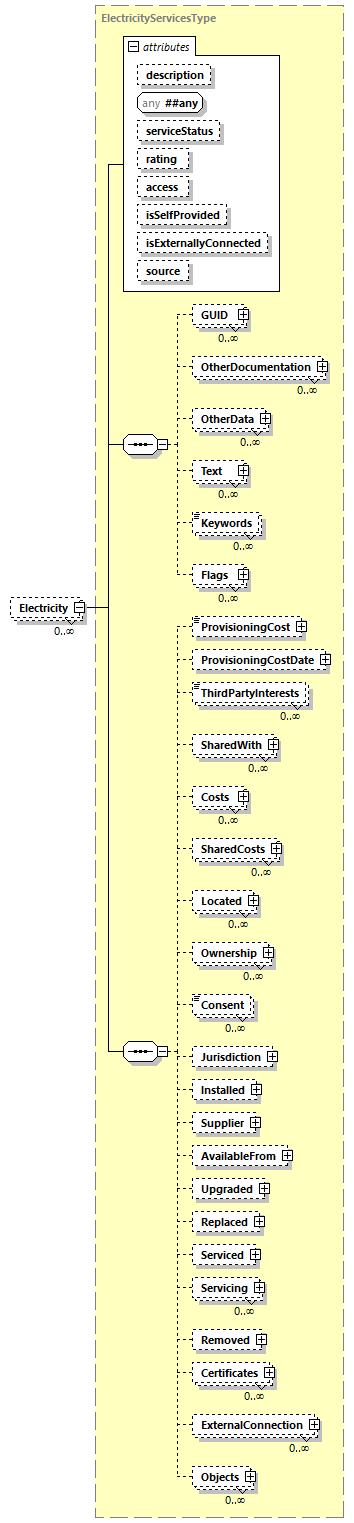 ElectricityServicesType
attributes
description
any ##any
serviceStatus
rating
access
isSelfProvided
isExternallyConnected
source
GUID
0..∞
OtherDocumentation
0..∞
OtherData
0..∞
Text
0..∞
Keywords
0..∞
Flags
0..∞
Electricity
0..∞
ProvisioningCost
ProvisioningCostDate
ThirdPartyInterests
0..∞
SharedWith
0..∞
Costs
0..∞
SharedCosts
0..∞
Located
0..∞
Ownership
0..∞
Consent
0..∞
Jurisdiction
Installed
Supplier
AvailableFrom
Upgraded
Replaced
Serviced
Servicing
0..∞
Removed
Certificates
0..∞
ExternalConnection
0..∞
Objects
0..∞